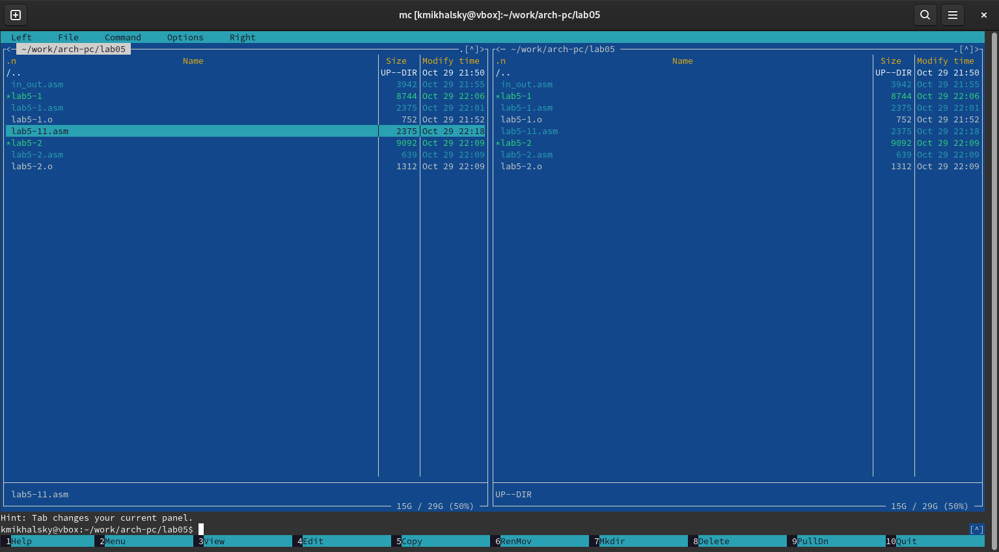 mc [kmikhalsky@vbox]:~/work/arch-pc/lab05
Left File Command Options Right
<- ~/work/arch-pc/lab05 .[^]>
.n Name Size Modify time
/.. UP--DIR Oct 29 21:50
in_out.asm 3942 Oct 29 21:55
*lab5-1 8744 Oct 29 22:06
lab5-1.asm 2375 Oct 29 22:01
lab5-1.o 752 Oct 29 21:52
lab5-11.asm 2375 Oct 29 22:18
*lab5-2 9092 Oct 29 22:09
lab5-2.asm 639 Oct 29 22:09
lab5-2.o 1312 Oct 29 22:09
lab5-11.asm
15G / 29G (50%)
<- ~/work/arch-pc/lab05 .[^]>
.n Name Size Modify time
/.. UP--DIR Oct 29 21:50
in_out.asm 3942 Oct 29 21:55
*lab5-1 8744 Oct 29 22:06
lab5-1.asm 2375 Oct 29 22:01
lab5-1.o 752 Oct 29 21:52
lab5-11.asm 2375 Oct 29 22:18
*lab5-2 9092 Oct 29 22:09
lab5-2.asm 639 Oct 29 22:09
lab5-2.o 1312 Oct 29 22:09
UP--DIR
15G / 29G (50%)
Hint: Tab changes your current panel.
kmikhalsky@vbox:~/work/arch-pc/lab05$ [^]
1Help 2Menu 3View 4Edit 5Copy 6RenMov 7Mkdir 8Delete 9PullDn 10Quit